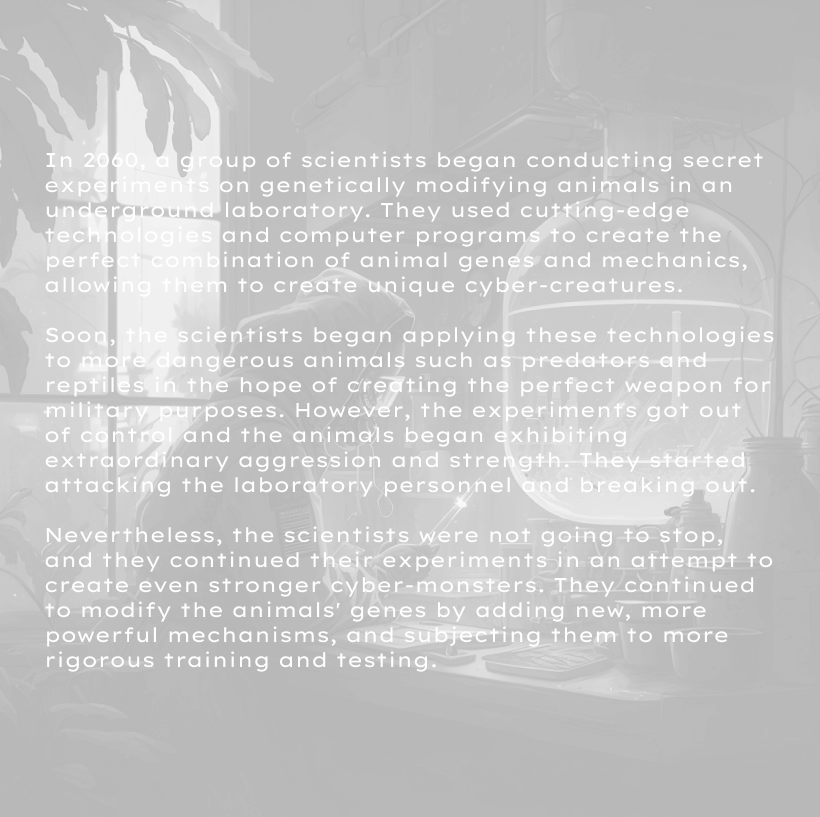 In 2060, a group of scientists began conducting secret
experiments on genetically modifying animals in an
underground laboratory. They used cutting-edge
technologies and computer programs to create the
perfect combination of animal genes and mechanics,
allowing them to create unique cyber-creatures.
Soon, the scientists began applying these technologies
to more dangerous animals such as predators and
reptiles in the hope of creating the perfect weapon for
military purposes. However, the experiments got out
of control and the animals began exhibiting
extraordinary aggression and strength. They started
attacking the laboratory personnel and breaking out.
Nevertheless, the scientists were not going to stop,
and they continued their experiments in an attempt to
create even stronger cyber-monsters. They continued
to modify the animals' genes by adding new, more
powerful mechanisms, and subjecting them to more
rigorous training and testing.